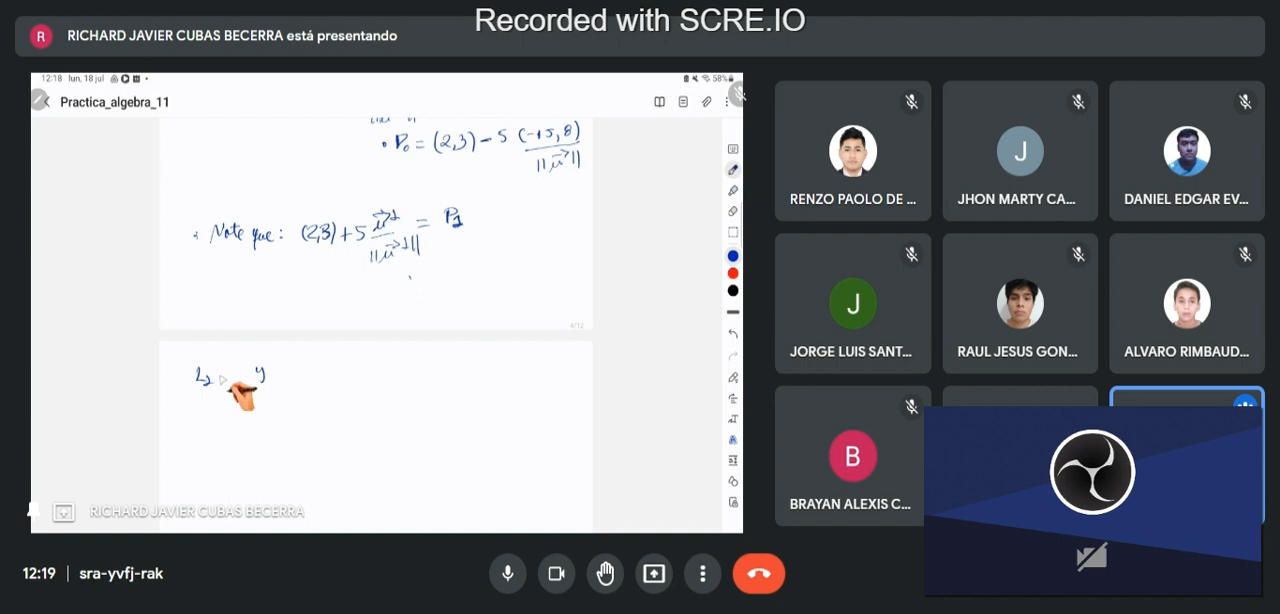 Recorded with SCRE.IO
R RICHARD JAVIER CUBAS BECERRA está presentando
12:18 lun, 18 jul
58%
Practica_algebra_11
• P₀ = (2,3) - 5 (-15, 8) / ||μ⃗||
• Note que: (2,3) + 5 μ⃗^⊥ / ||μ⃗^⊥|| = P₁
4/12
L₂ y
RICHARD JAVIER CUBAS BECERRA
RENZO PAOLO DE ...
J
JHON MARTY CA...
DANIEL EDGAR EV...
J
JORGE LUIS SANT...
RAUL JESUS GON...
ALVARO RIMBAUD...
B
BRAYAN ALEXIS C...
12:19 | sra-yvfj-rak